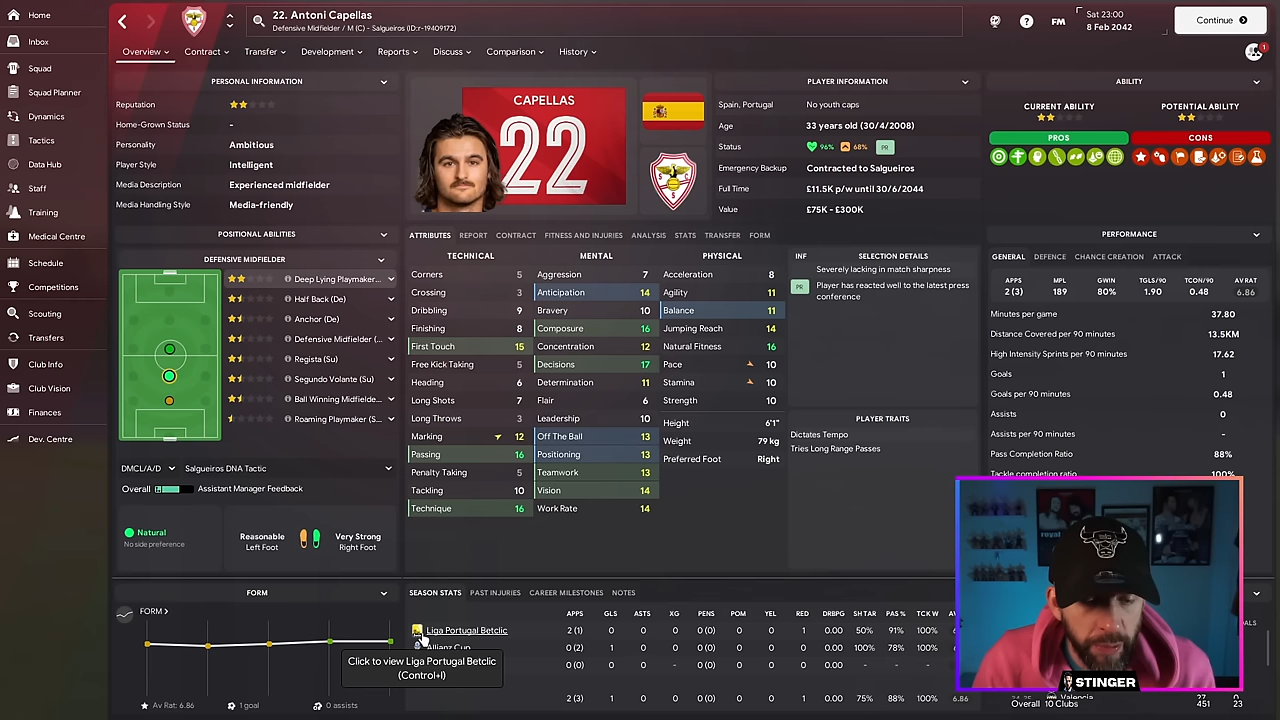 Home
Inbox
Squad
Squad Planner
Dynamics
Tactics
Data Hub
Staff
Training
Medical Centre
Schedule
Competitions
Scouting
Transfers
Club Info
Club Vision
Finances
Dev. Centre
22. Antoni Capellas
Defensive Midfielder / M (C) - Salgueiros (ID:r-19409172)
FM
Sat 23:00
8 Feb 2042
Continue
Overview
Contract
Transfer
Development
Reports
Discuss
Comparison
History
1
PERSONAL INFORMATION
Reputation
Home-Grown Status -
Personality Ambitious
Player Style Intelligent
Media Description Experienced midfielder
Media Handling Style Media-friendly
CAPELLAS
22
PLAYER INFORMATION
Spain, Portugal No youth caps
Age 33 years old (30/4/2008)
Status 96% 68% PR
Emergency Backup Contracted to Salgueiros
Full Time £11.5K p/w until 30/6/2044
Value £75K - £300K
ABILITY
CURRENT ABILITY POTENTIAL ABILITY
PROS CONS
POSITIONAL ABILITIES
DEFENSIVE MIDFIELDER
Deep Lying Playmaker...
Half Back (De)
Anchor (De)
Defensive Midfielder (...
Regista (Su)
Segundo Volante (Su)
Ball Winning Midfielde...
Roaming Playmaker (S...
DMCL/A/D Salgueiros DNA Tactic
Overall Assistant Manager Feedback
Natural
No side preference
Reasonable
Left Foot
Very Strong
Right Foot
ATTRIBUTES REPORT CONTRACT FITNESS AND INJURIES ANALYSIS STATS TRANSFER FORM
TECHNICAL
Corners 5
Crossing 3
Dribbling 9
Finishing 8
First Touch 15
Free Kick Taking 5
Heading 6
Long Shots 7
Long Throws 3
Marking 12
Passing 16
Penalty Taking 5
Tackling 10
Technique 16
MENTAL
Aggression 7
Anticipation 14
Bravery 10
Composure 16
Concentration 12
Decisions 17
Determination 11
Flair 6
Leadership 10
Off The Ball 13
Positioning 13
Teamwork 13
Vision 14
Work Rate 14
PHYSICAL
Acceleration 8
Agility 11
Balance 11
Jumping Reach 14
Natural Fitness 16
Pace 10
Stamina 10
Strength 10
Height 6'1"
Weight 79 kg
Preferred Foot Right
INF SELECTION DETAILS
Severely lacking in match sharpness
PR Player has reacted well to the latest press
conference
PLAYER TRAITS
Dictates Tempo
Tries Long Range Passes
PERFORMANCE
GENERAL DEFENCE CHANCE CREATION ATTACK
APPS MPL GWIN TGLS/90 TCON/90 AV RAT
2 (3) 189 80% 1.90 0.48 6.86
Minutes per game 37.80
Distance Covered per 90 minutes 13.5KM
High Intensity Sprints per 90 minutes 17.62
Goals 1
Goals per 90 minutes 0.48
Assists 0
Assists per 90 minutes -
Pass Completion Ratio 88%
Tackle completion ratio 100%
FORM
FORM >
Av Rat: 6.86 1 goal 0 assists
SEASON STATS PAST INJURIES CAREER MILESTONES NOTES
APPS GLS ASTS XG PENS POM YEL RED DRBPG SH TAR PAS % TCK W
Liga Portugal Betclic 2 (1) 0 0 0 0 (0) 0 0 1 0.00 50% 91% 100%
Allianz Cup 0 (2) 1 0 0 0 (0) 0 0 0 0.00 100% 78% 100%
0 (0) 0 0 - 0 (0) 0 0 0 0.00 - - -
2 (3) 1 0 0 0 (0) 0 0 1 0.00 75% 88% 100% 6.86
Click to view Liga Portugal Betclic
(Control+I)
royal
STINGER
Valencia
Overall 10 Clubs 451 23